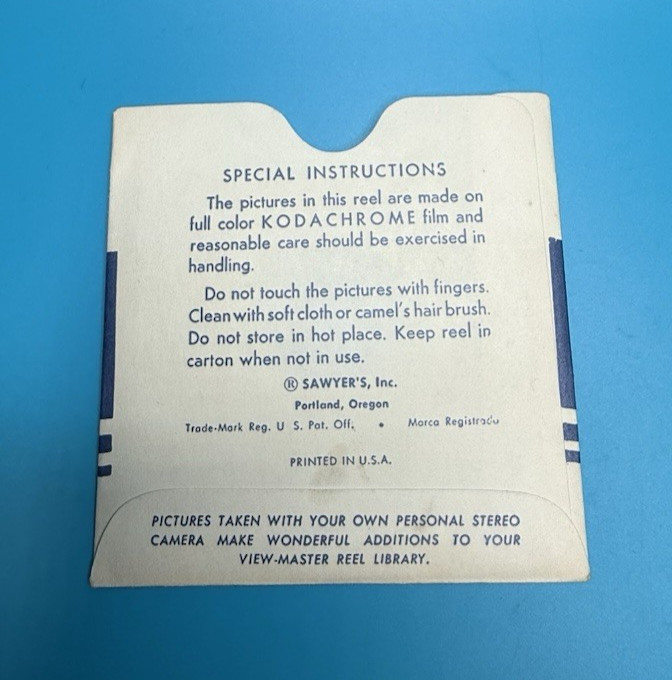 SPECIAL INSTRUCTIONS
The pictures in this reel are made on
full color KODACHROME film and
reasonable care should be exercised in
handling.
Do not touch the pictures with fingers.
Clean with soft cloth or camel's hair brush.
Do not store in hot place. Keep reel in
carton when not in use.
® SAWYER'S, Inc.
Portland, Oregon
Trade-Mark Reg. U S. Pat. Off. • Marca Registrada
PRINTED IN U.S.A.
PICTURES TAKEN WITH YOUR OWN PERSONAL STEREO
CAMERA MAKE WONDERFUL ADDITIONS TO YOUR
VIEW-MASTER REEL LIBRARY.